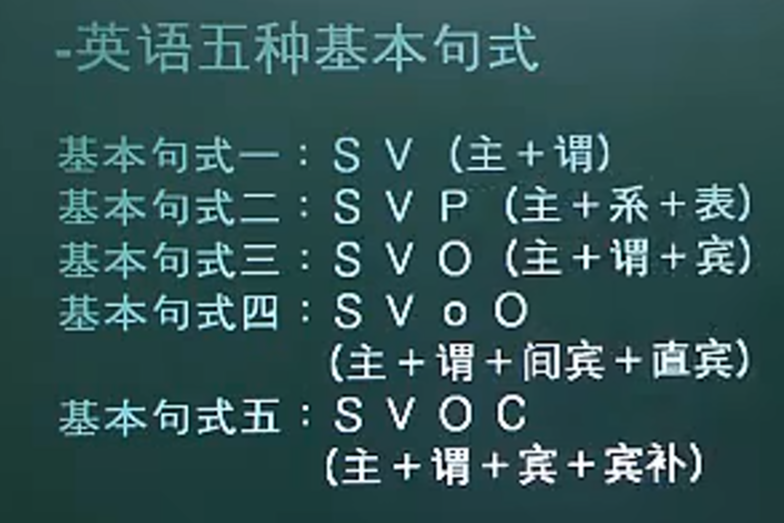 -英语五种基本句式
基本句式一：S V （主＋谓）
基本句式二：S V P （主＋系＋表）
基本句式三：S V O （主＋谓＋宾）
基本句式四：S V o O
（主＋谓＋间宾＋直宾）
基本句式五：S V O C
（主＋谓＋宾＋宾补）